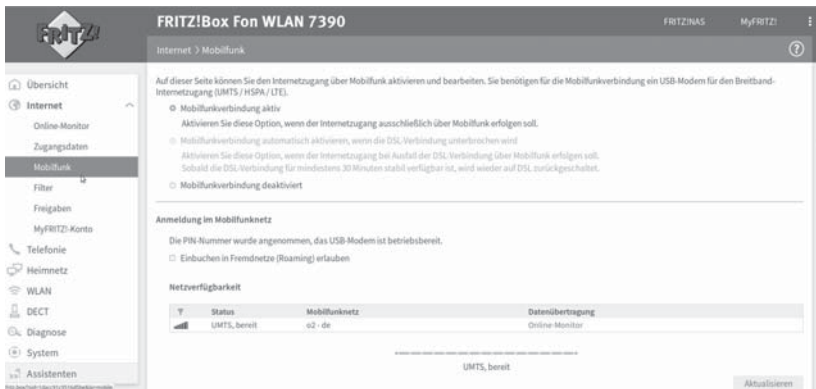 FRITZ!
FRITZ!Box Fon WLAN 7390
FRITZ!NAS
MyFRITZ!
Internet > Mobilfunk
?
Übersicht
Internet
Online-Monitor
Zugangsdaten
Mobilfunk
Filter
Freigaben
MyFRITZ!-Konto
Telefonie
Heimnetz
WLAN
DECT
Diagnose
System
Assistenten
Auf dieser Seite können Sie den Internetzugang über Mobilfunk aktivieren und bearbeiten. Sie benötigen für die Mobilfunkverbindung ein USB-Modem für den Breitband-
Internetzugang (UMTS / HSPA / LTE).
Mobilfunkverbindung aktiv
Aktivieren Sie diese Option, wenn der Internetzugang ausschließlich über Mobilfunk erfolgen soll.
Mobilfunkverbindung automatisch aktivieren, wenn die DSL-Verbindung unterbrochen wird
Aktivieren Sie diese Option, wenn der Internetzugang bei Ausfall der DSL-Verbindung über Mobilfunk erfolgen soll.
Sobald die DSL-Verbindung für mindestens 30 Minuten stabil verfügbar ist, wird wieder auf DSL zurückgeschaltet.
Mobilfunkverbindung deaktiviert
Anmeldung im Mobilfunknetz
Die PIN-Nummer wurde angenommen, das USB-Modem ist betriebsbereit.
Einbuchen in Fremdnetze (Roaming) erlauben
Netzverfügbarkeit
Status Mobilfunknetz Datenübertragung
UMTS, bereit o2 - de Online-Monitor
UMTS, bereit
Aktualisieren